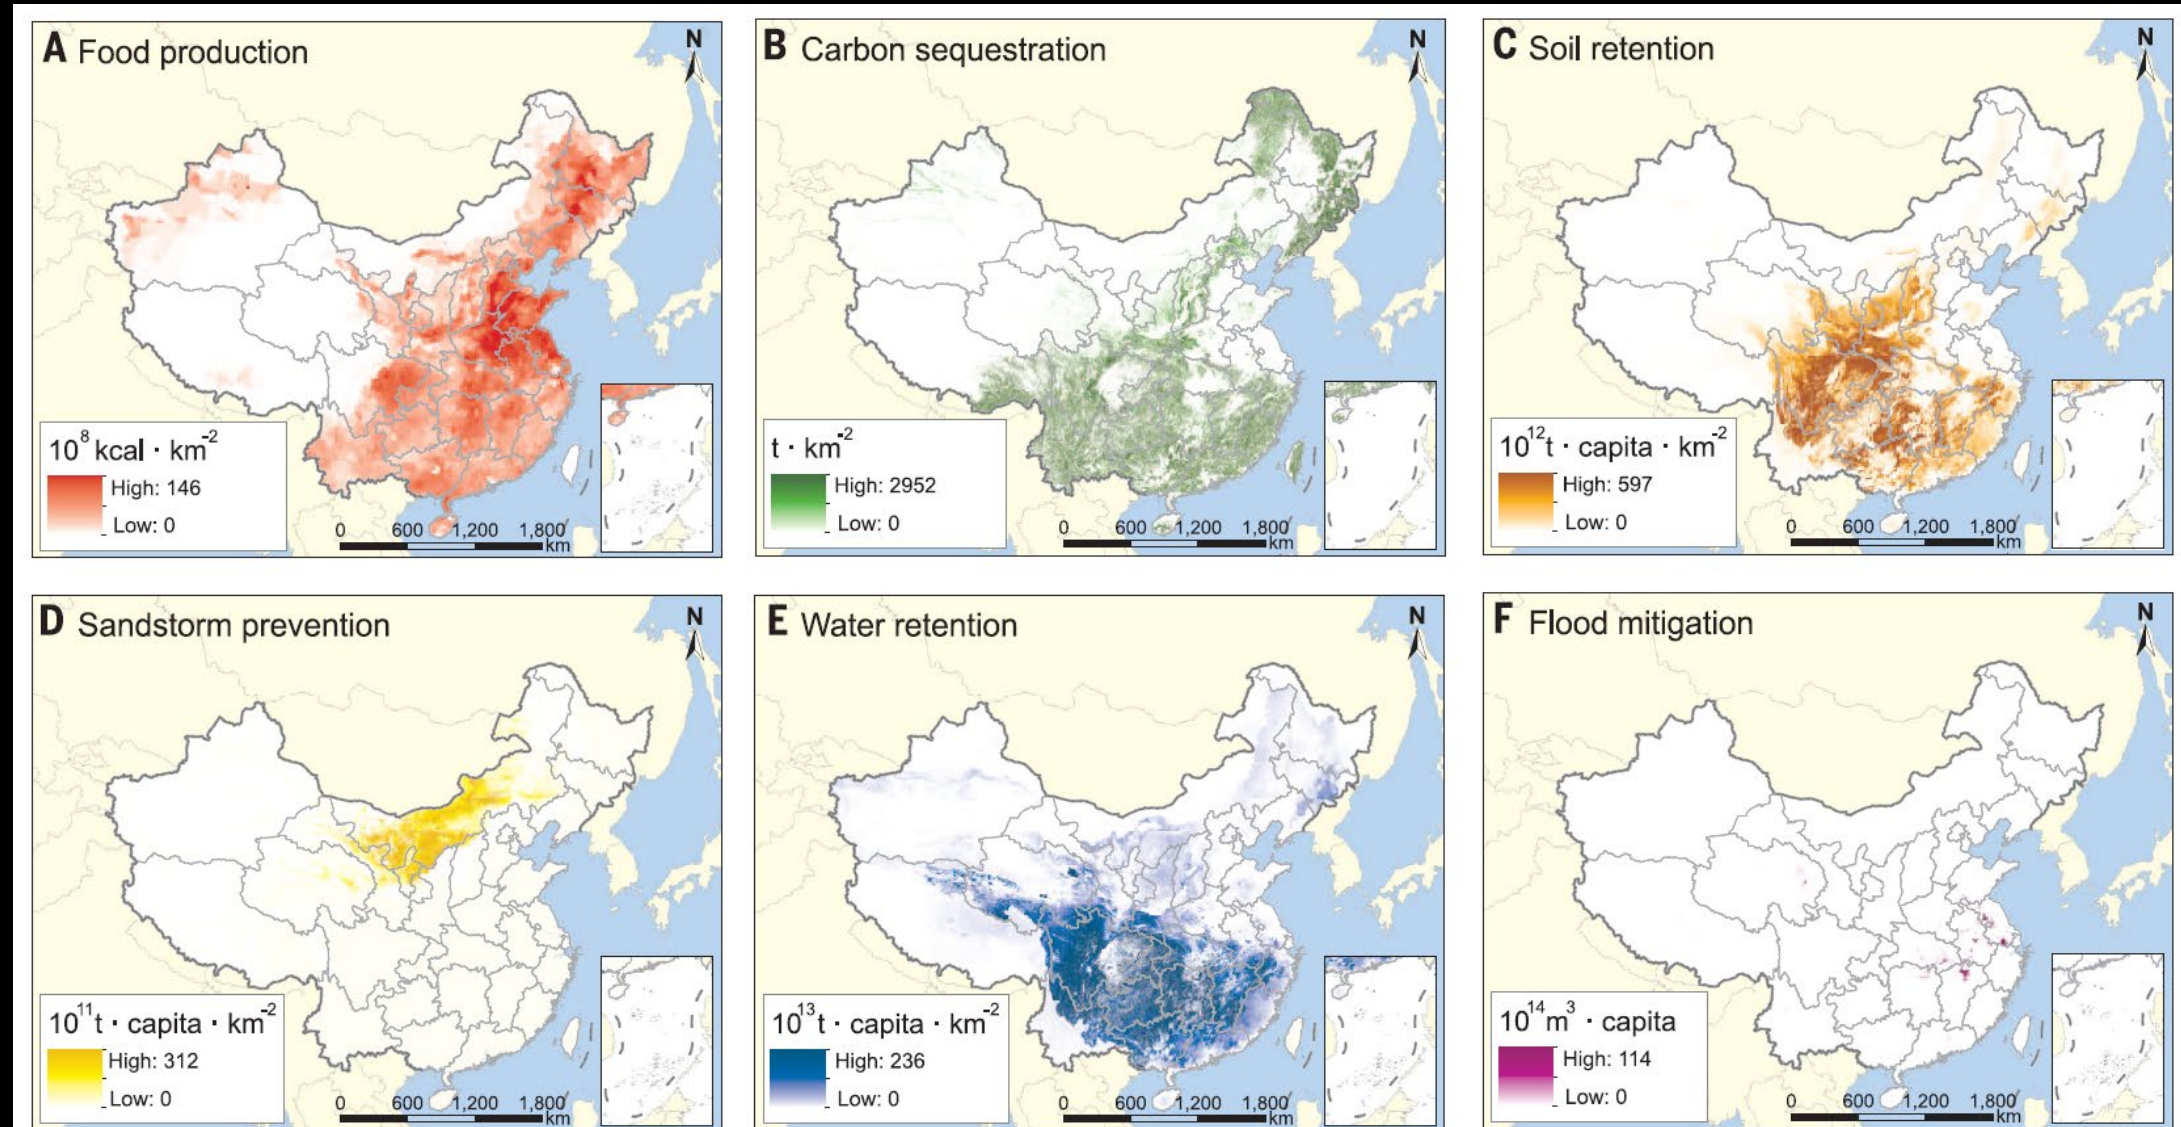 A Food production
N
10⁸ kcal · km⁻²
High: 146
Low: 0
0 600 1,200 1,800
km
B Carbon sequestration
N
t · km⁻²
High: 2952
Low: 0
0 600 1,200 1,800
km
C Soil retention
N
10¹² t · capita · km⁻²
High: 597
Low: 0
0 600 1,200 1,800
km
D Sandstorm prevention
N
10¹¹ t · capita · km⁻²
High: 312
Low: 0
0 600 1,200 1,800
km
E Water retention
N
10¹³ t · capita · km⁻²
High: 236
Low: 0
0 600 1,200 1,800
km
F Flood mitigation
N
10¹⁴ m³ · capita
High: 114
Low: 0
0 600 1,200 1,800
km